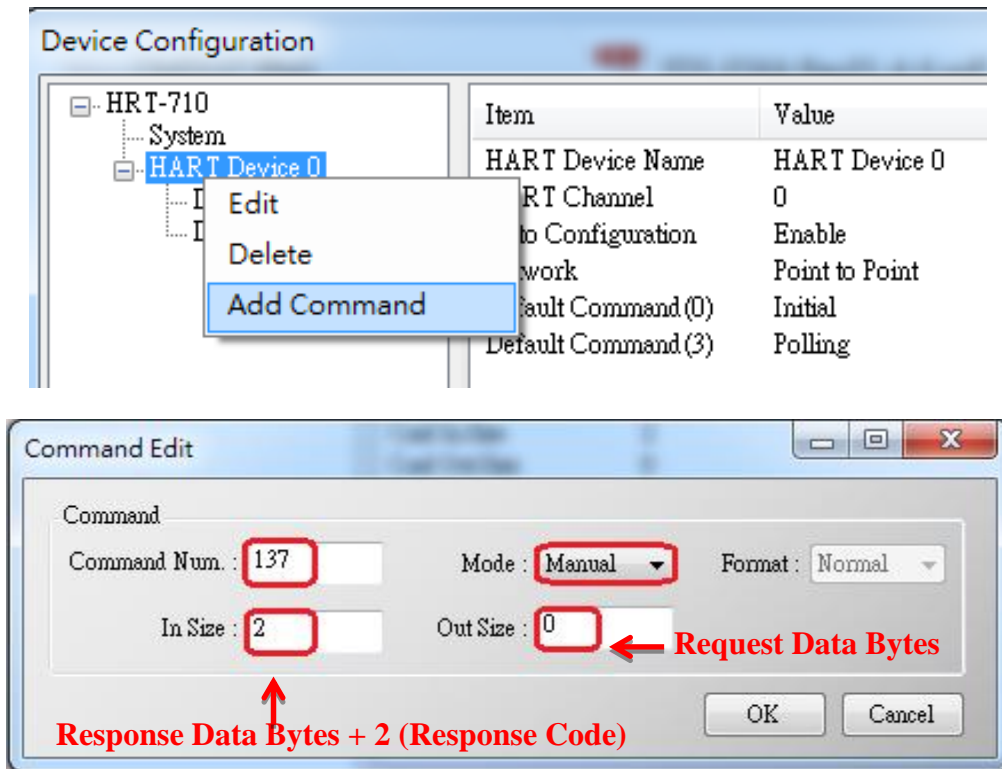 Device Configuration
HRT-710
System
HART Device 0
Edit
Delete
Add Command
Item Value
HART Device Name HART Device 0
RT Channel 0
to Configuration Enable
work Point to Point
ault Command(0) Initial
Default Command(3) Polling
Command Edit
Command
Command Num. : 137 Mode : Manual Format : Normal
In Size : 2 Out Size : 0
Request Data Bytes
OK Cancel
Response Data Bytes + 2 (Response Code)